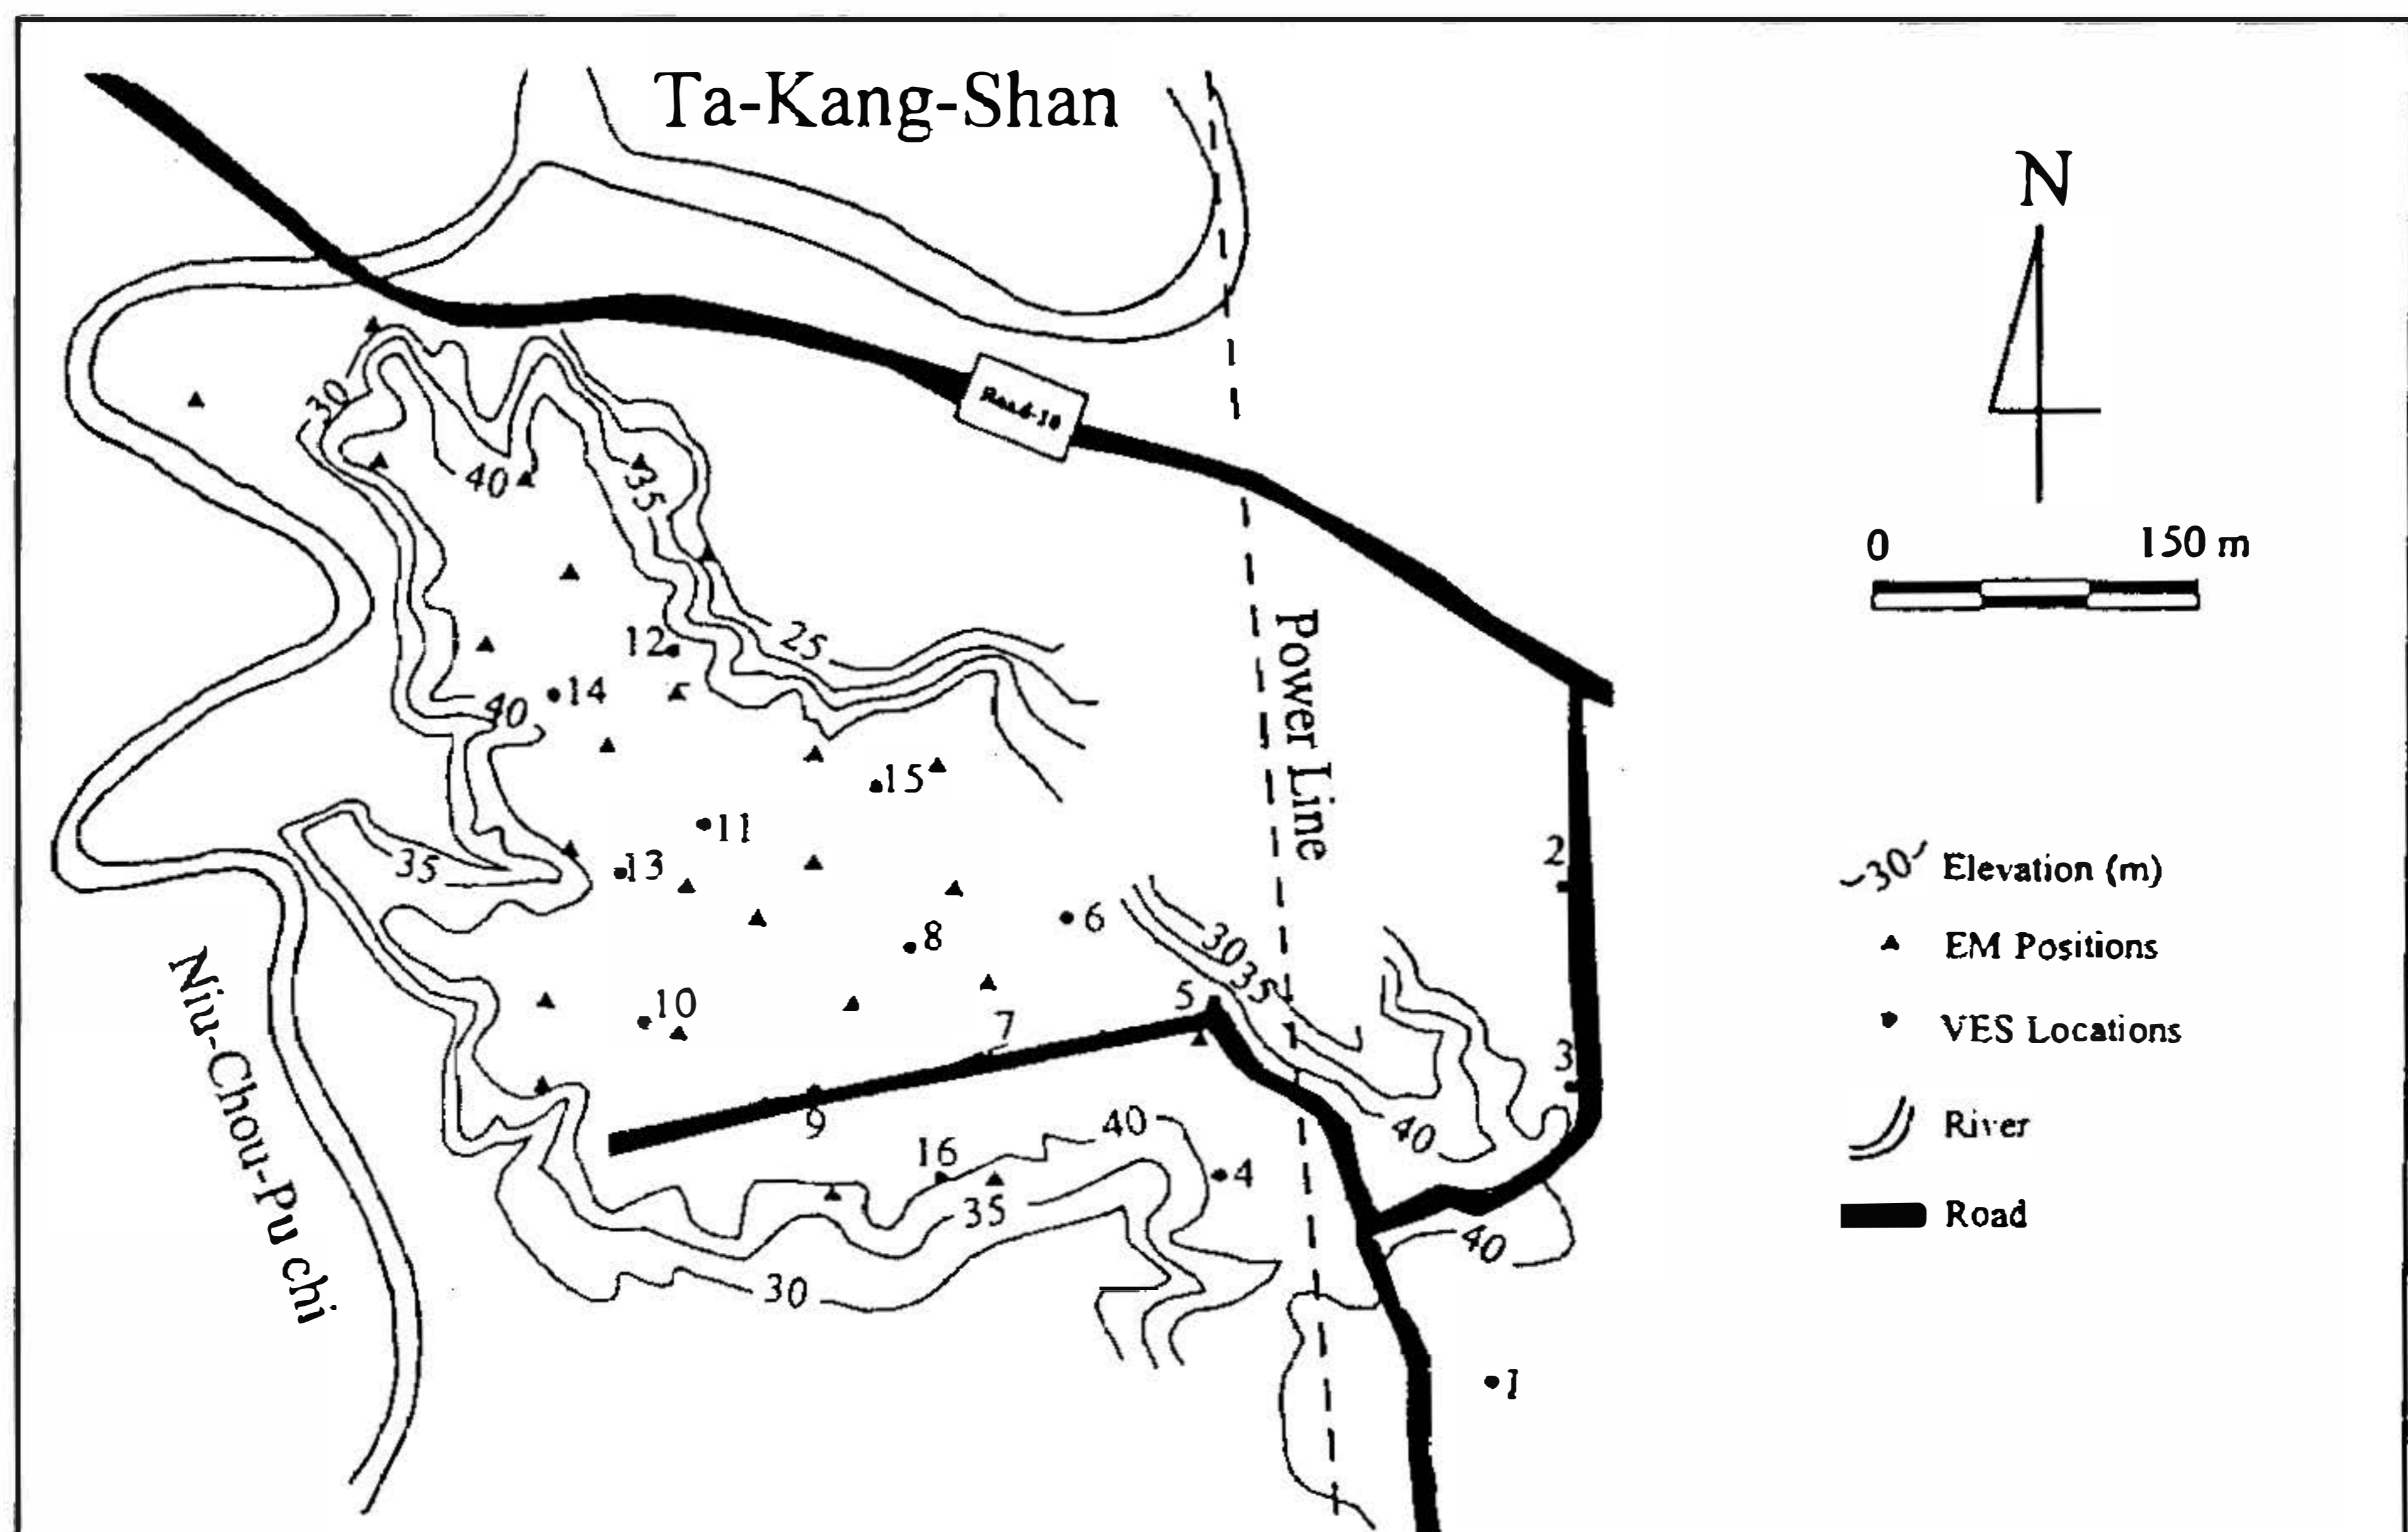 Ta-Kang-Shan
N
0 150 m
Road-18
30
40
35
25
12
14
40
Power Line
15
11
13
35
2
~30~ Elevation (m)
EM Positions
VES Locations
River
Road
6
8
30
35
5
10
7
3
9
40
40
16
4
35
40
30
Niu-Chou-Pu chi
1